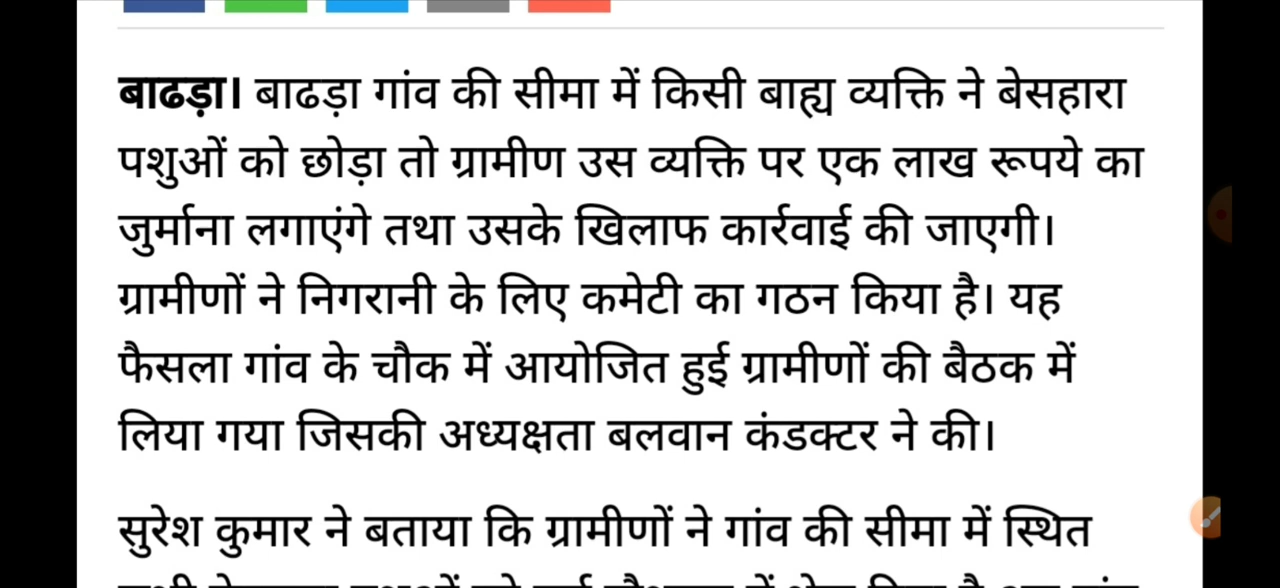 बाढड़ा। बाढड़ा गांव की सीमा में किसी बाह्य व्यक्ति ने बेसहारा
पशुओं को छोड़ा तो ग्रामीण उस व्यक्ति पर एक लाख रूपये का
जुर्माना लगाएंगे तथा उसके खिलाफ कार्रवाई की जाएगी।
ग्रामीणों ने निगरानी के लिए कमेटी का गठन किया है। यह
फैसला गांव के चौक में आयोजित हुई ग्रामीणों की बैठक में
लिया गया जिसकी अध्यक्षता बलवान कंडक्टर ने की।
सुरेश कुमार ने बताया कि ग्रामीणों ने गांव की सीमा में स्थित